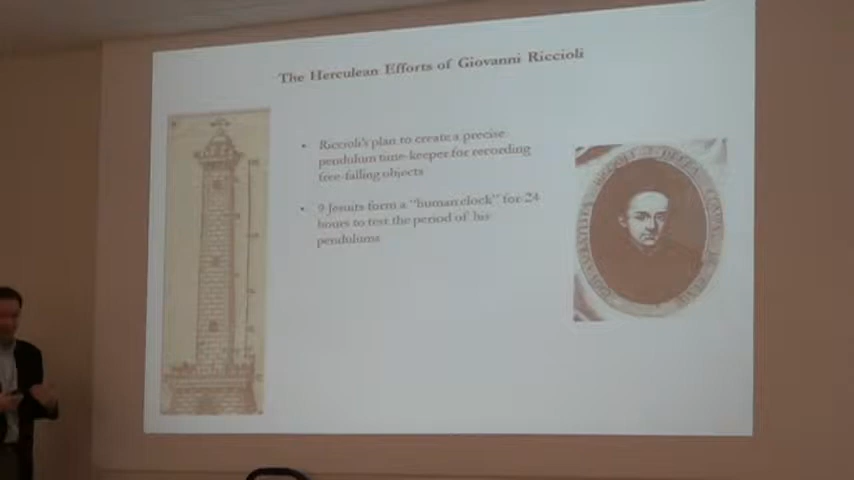 The Herculean Efforts of Giovanni Riccioli
• Riccioli's plan to create a precise
pendulum time-keeper for recording
free-falling objects
• 9 Jesuits form a "human clock" for 24
hours to test the period of his
pendulums